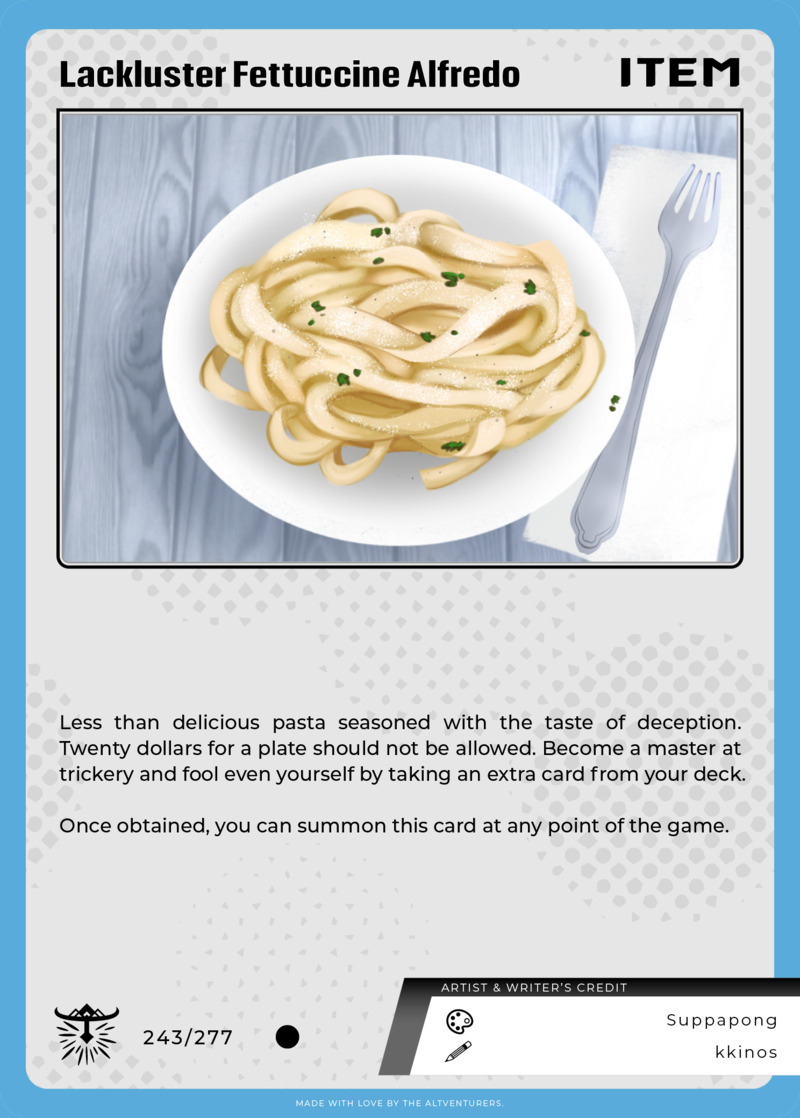 Lackluster Fettuccine Alfredo
ITEM
Less than delicious pasta seasoned with the taste of deception.
Twenty dollars for a plate should not be allowed. Become a master at
trickery and fool even yourself by taking an extra card from your deck.
Once obtained, you can summon this card at any point of the game.
ARTIST & WRITER'S CREDIT
243/277
Suppapong
kkinos
MADE WITH LOVE BY THE ALTVENTURERS.